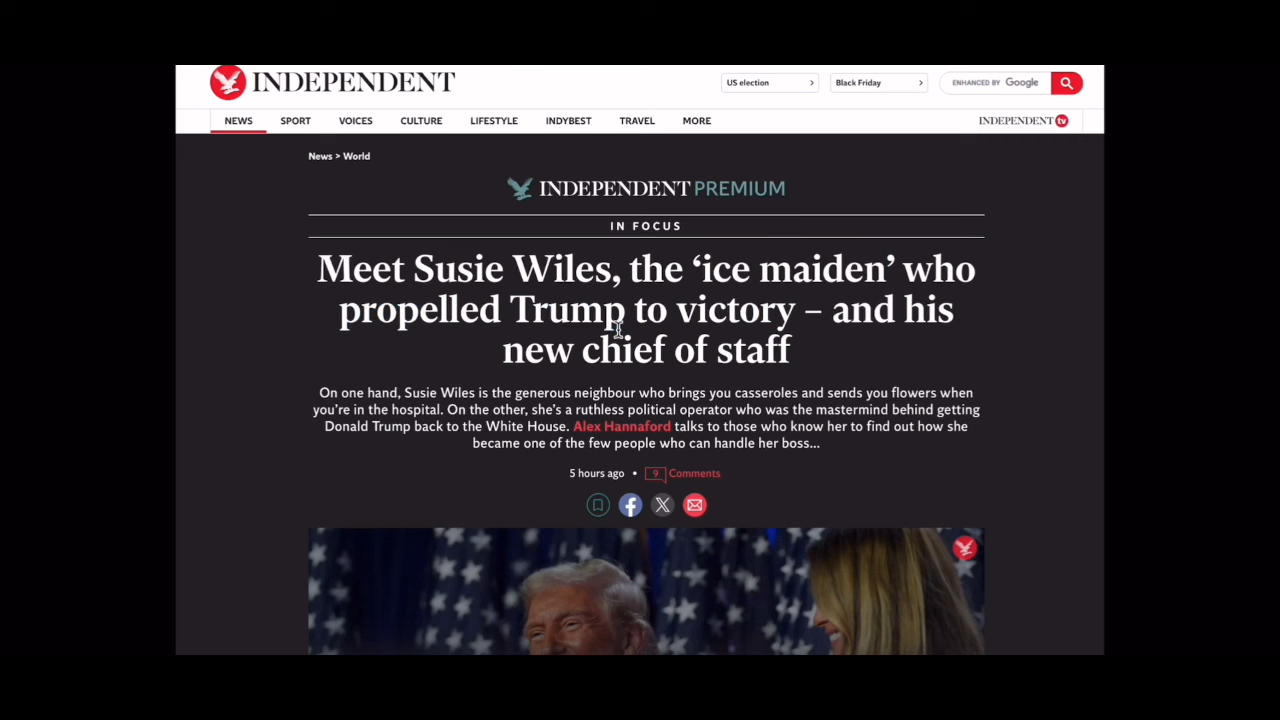 INDEPENDENT
US election
Black Friday
ENHANCED BY Google
NEWS SPORT VOICES CULTURE LIFESTYLE INDYBEST TRAVEL MORE
INDEPENDENT tv
News > World
INDEPENDENT PREMIUM
IN FOCUS
Meet Susie Wiles, the ‘ice maiden’ who
propelled Trump to victory – and his
new chief of staff
On one hand, Susie Wiles is the generous neighbour who brings you casseroles and sends you flowers when
you’re in the hospital. On the other, she’s a ruthless political operator who was the mastermind behind getting
Donald Trump back to the White House. Alex Hannaford talks to those who know her to find out how she
became one of the few people who can handle her boss...
5 hours ago • 9 Comments